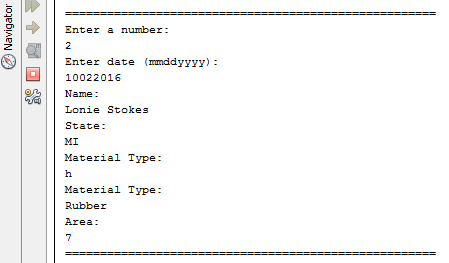 Navigator
=====================================================
Enter a number:
2
Enter date (mmddyyyy):
10022016
Name:
Lonie Stokes
State:
MI
Material Type:
h
Material Type:
Rubber
Area:
7
=====================================================